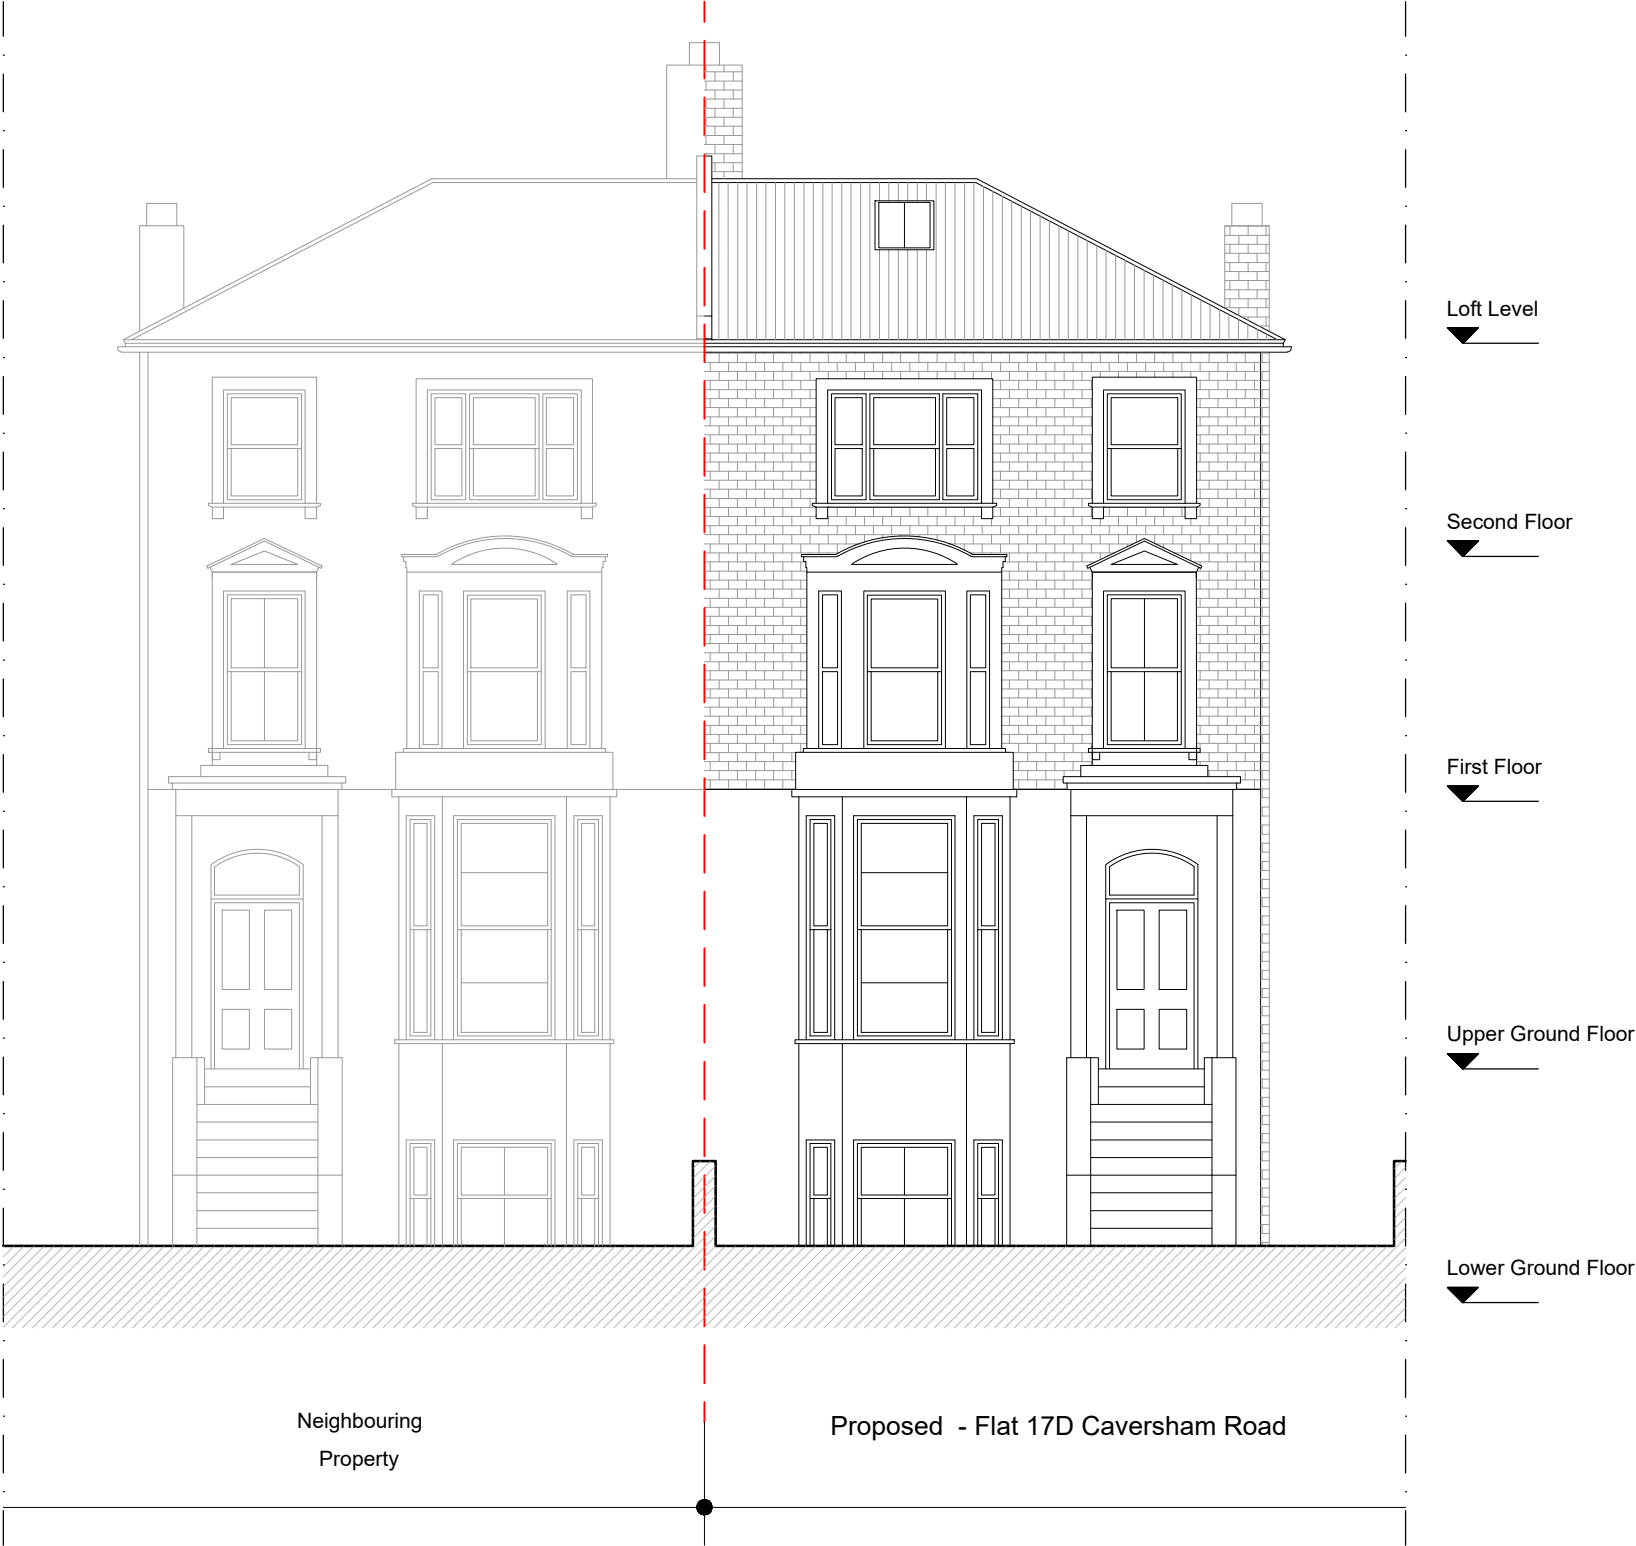 Loft Level
Second Floor
First Floor
Upper Ground Floor
Lower Ground Floor
Neighbouring
Property
Proposed - Flat 17D Caversham Road